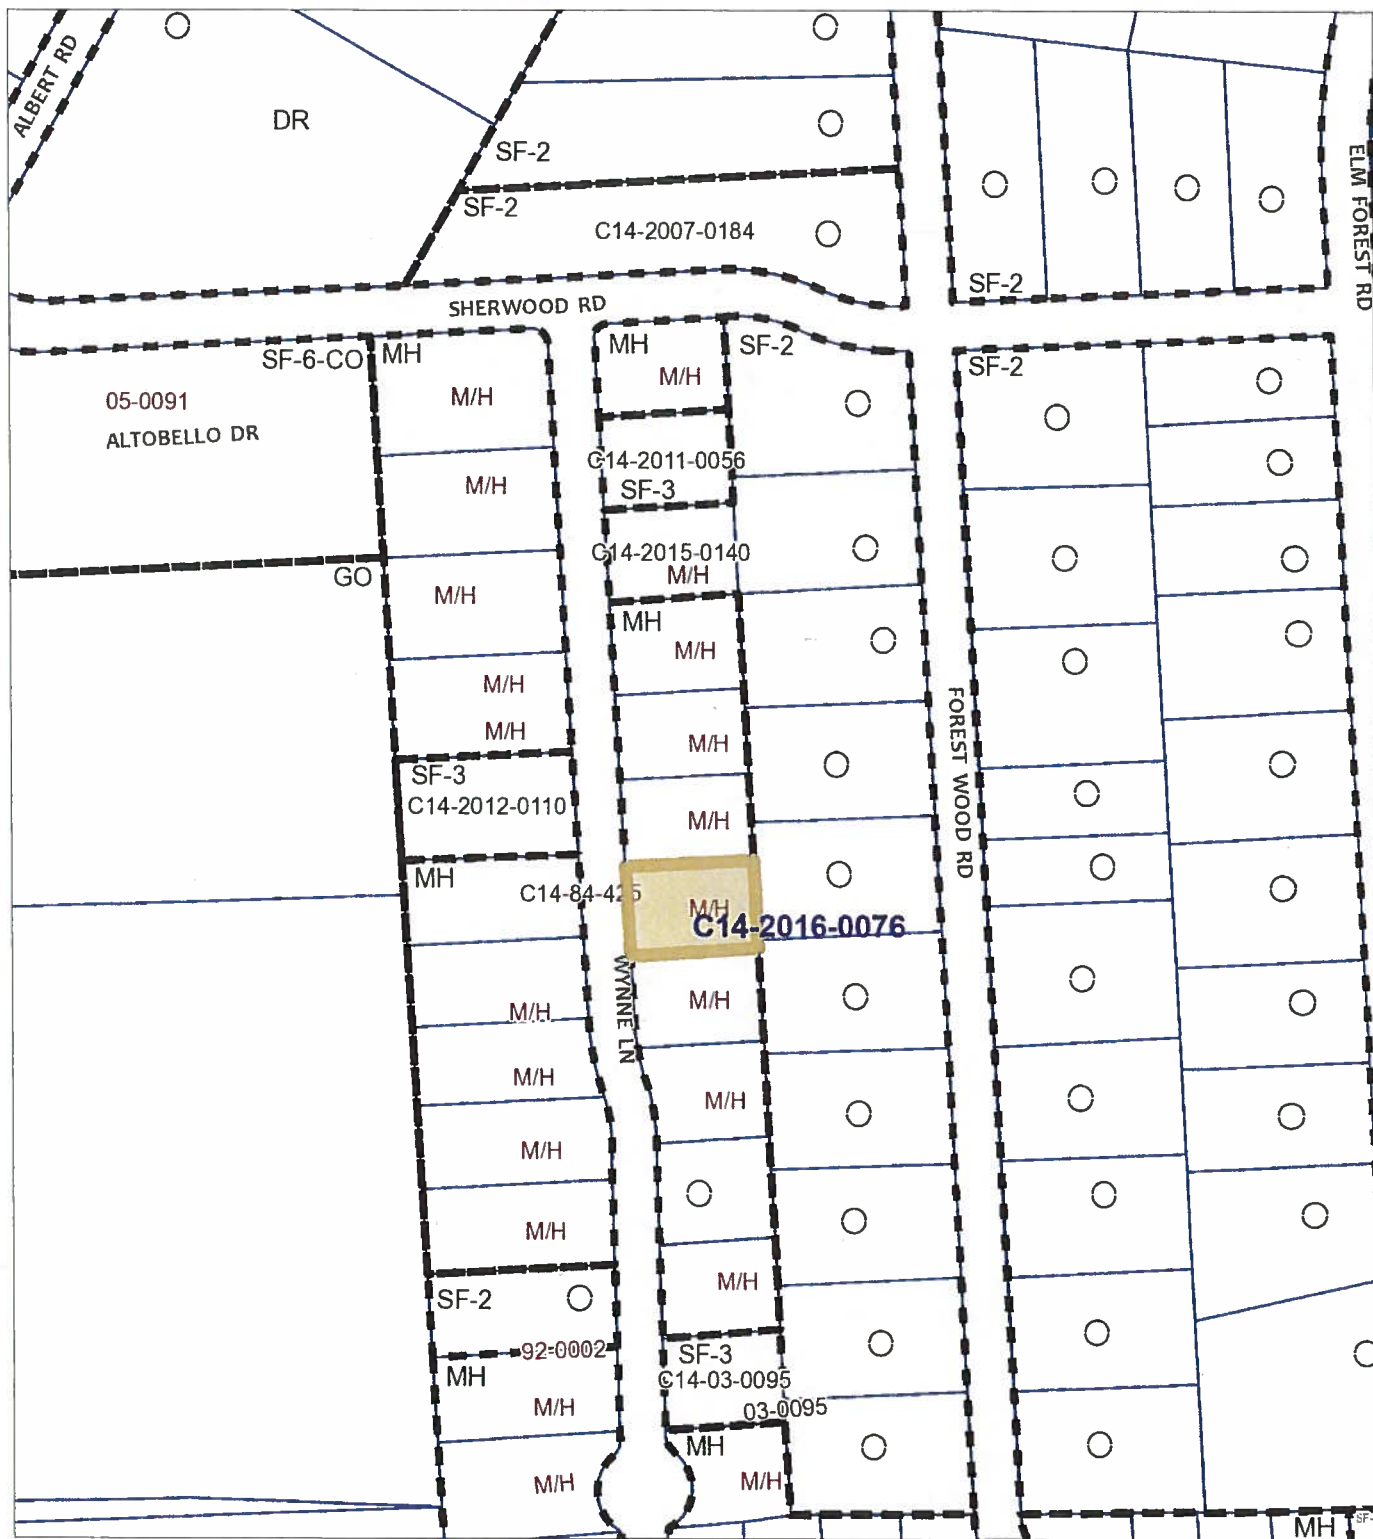 ALBERT RD
DR
SF-2
SF-2
C14-2007-0184
SF-2
ELM FOREST RD
SHERWOOD RD
SF-6-CO
MH
MH
SF-2
SF-2
M/H
M/H
05-0091
ALTOBELLO DR
C14-2011-0056
M/H
SF-3
C14-2015-0140
M/H
GO
M/H
MH
M/H
M/H
M/H
M/H
FOREST WOOD RD
SF-3
C14-2012-0110
M/H
MH
C14-84-425
M/H
C14-2016-0076
WYNNE LN
M/H
M/H
M/H
M/H
M/H
M/H
M/H
SF-2
92-0002
SF-3
MH
C14-03-0095
M/H
03-0095
MH
M/H
M/H
MH
SF-